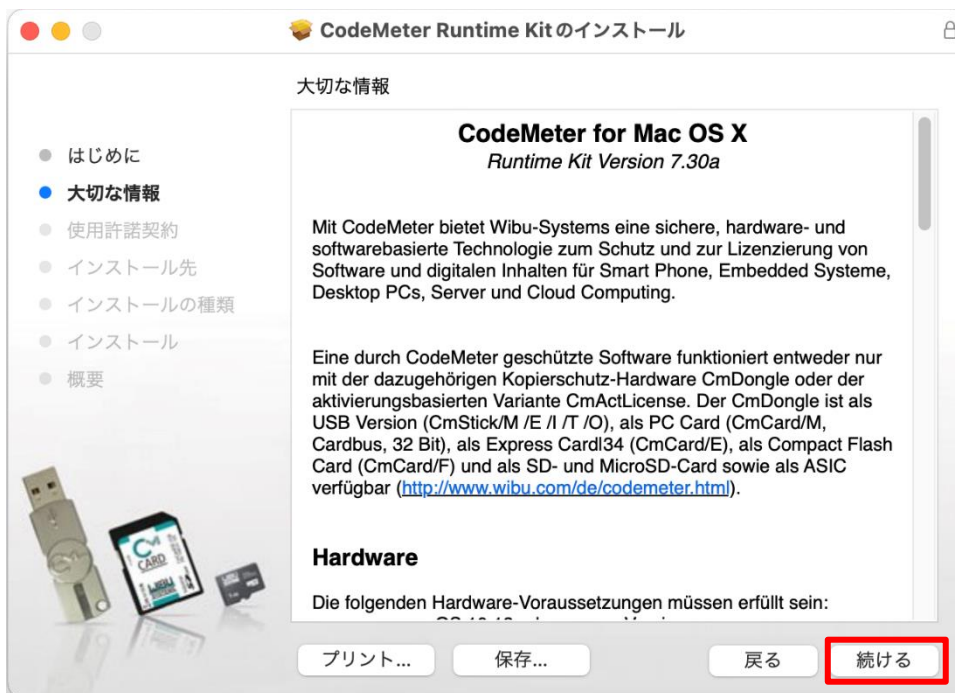 CodeMeter Runtime Kitのインストール
大切な情報
はじめに
大切な情報
使用許諾契約
インストール先
インストールの種類
インストール
概要
CodeMeter for Mac OS X
Runtime Kit Version 7.30a
Mit CodeMeter bietet Wibu-Systems eine sichere, hardware- und
softwarebasierte Technologie zum Schutz und zur Lizenzierung von
Software und digitalen Inhalten für Smart Phone, Embedded Systeme,
Desktop PCs, Server und Cloud Computing.
Eine durch CodeMeter geschützte Software funktioniert entweder nur
mit der dazugehörigen Kopierschutz-Hardware CmDongle oder der
aktivierungsbasierten Variante CmActLicense. Der CmDongle ist als
USB Version (CmStick/M /E /I /T /O), als PC Card (CmCard/M,
Cardbus, 32 Bit), als Express Cardl34 (CmCard/E), als Compact Flash
Card (CmCard/F) und als SD- und MicroSD-Card sowie als ASIC
verfügbar (http://www.wibu.com/de/codemeter.html).
Hardware
Die folgenden Hardware-Voraussetzungen müssen erfüllt sein:
CARD
WIBU
SYSTEMS
WIBU
プリント...
保存...
戻る
続ける